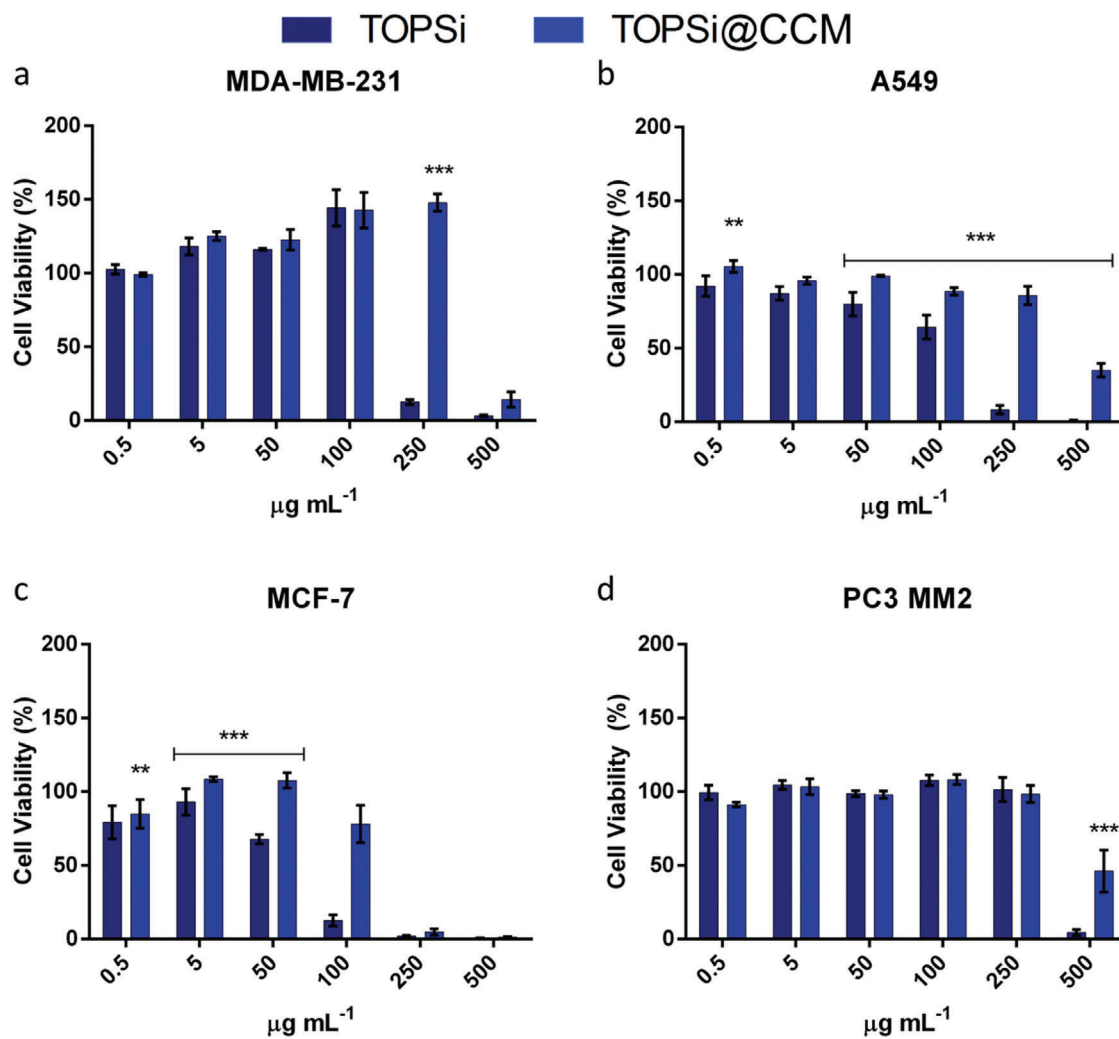 TOPSi TOPSi@CCM
a
MDA-MB-231
Cell Viability (%)
200
150
100
50
0
***
0.5 5 50 100 250 500
μg mL-1
b
A549
Cell Viability (%)
200
150
100
50
0
**
***
0.5 5 50 100 250 500
μg mL-1
c
MCF-7
Cell Viability (%)
200
150
100
50
0
**
***
0.5 5 50 100 250 500
μg mL-1
d
PC3 MM2
Cell Viability (%)
200
150
100
50
0
***
0.5 5 50 100 250 500
μg mL-1